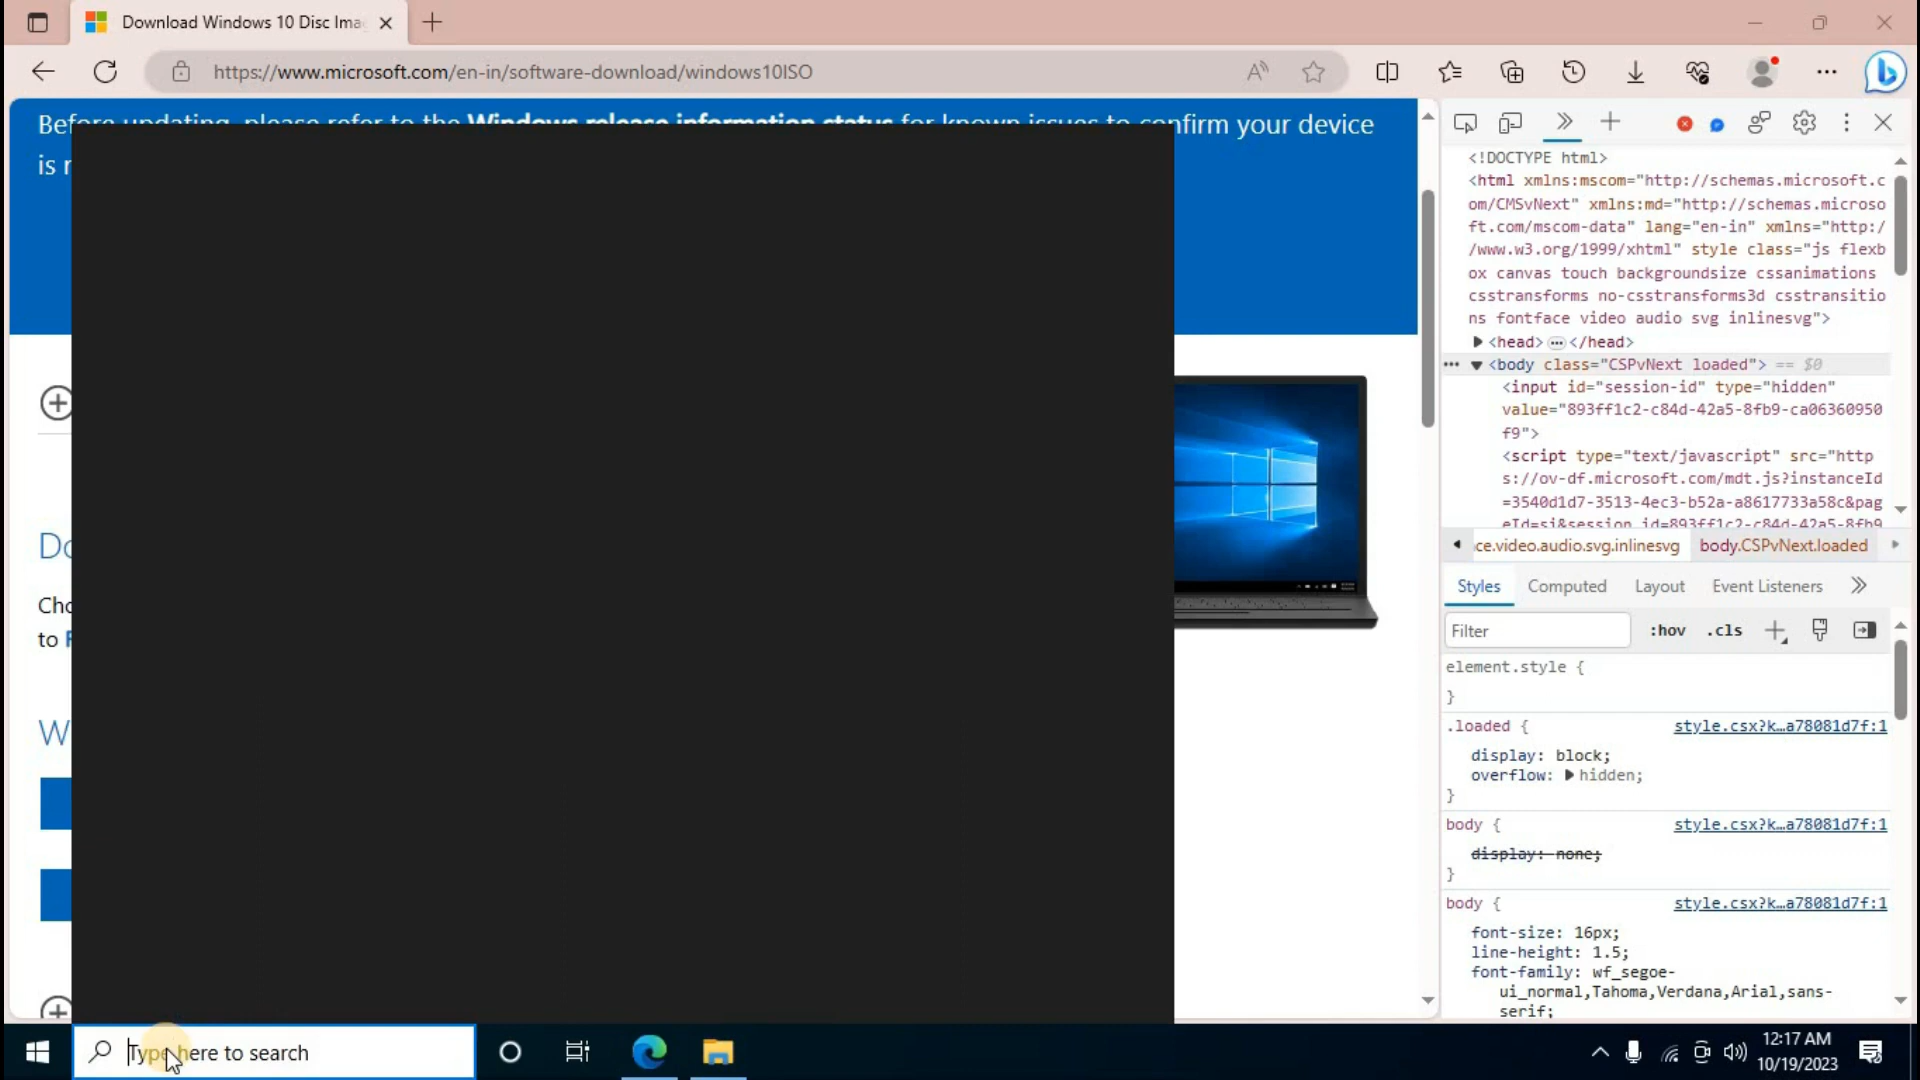 Download Windows 10 Disc Ima
https://www.microsoft.com/en-in/software-download/windows10ISO
Before updating, please refer to the Windows release information status for known issues to confirm your device
is
<!DOCTYPE html>
<html xmlns:mscom="http://schemas.microsoft.c
om/CMSvNext" xmlns:md="http://schemas.microso
ft.com/mscom-data" lang="en-in" xmlns="http:/
/www.w3.org/1999/xhtml" style class="js flexb
ox canvas touch backgroundsize cssanimations
csstransforms no-csstransforms3d csstransitio
ns fontface video audio svg inlinesvg">
<head> … </head>
… <body class="CSPvNext loaded"> == $0
<input id="session-id" type="hidden"
value="893ff1c2-c84d-42a5-8fb9-ca06360950
f9">
<script type="text/javascript" src="http
s://ov-df.microsoft.com/mdt.js?instanceId
=3540d1d7-3513-4ec3-b52a-a8617733a58c&pag
eId=si&session_id=893ff1c2-c84d-42a5-8fb9
ce.video.audio.svg.inlinesvg body.CSPvNext.loaded
Do
Cho
to
W
Styles Computed Layout Event Listeners
Filter :hov .cls
element.style {
}
.loaded { style.csx?k…a78081d7f:1
display: block;
overflow: hidden;
}
body { style.csx?k…a78081d7f:1
display: none;
}
body { style.csx?k…a78081d7f:1
font-size: 16px;
line-height: 1.5;
font-family: wf_segoe-
ui_normal,Tahoma,Verdana,Arial,sans-
serif;
Type here to search
12:17 AM
10/19/2023